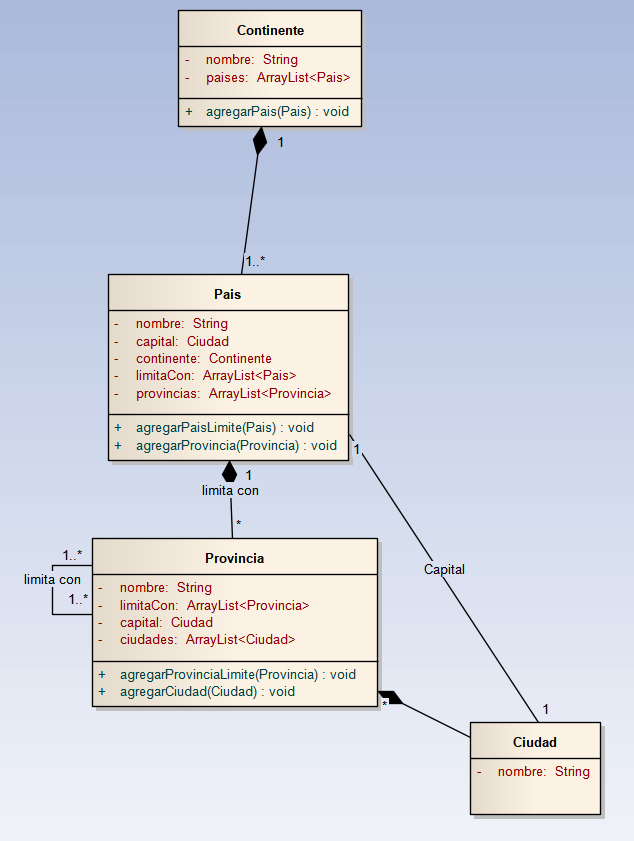 Continente
- nombre: String
- paises: ArrayList<Pais>
+ agregarPais(Pais) : void
1
1..*
Pais
- nombre: String
- capital: Ciudad
- continente: Continente
- limitaCon: ArrayList<Pais>
- provincias: ArrayList<Provincia>
+ agregarPaisLimite(Pais) : void
+ agregarProvincia(Provincia) : void
1
1
limita con
*
Provincia
1..*
limita con
1..*
- nombre: String
- limitaCon: ArrayList<Provincia>
- capital: Ciudad
- ciudades: ArrayList<Ciudad>
+ agregarProvinciaLimite(Provincia) : void
+ agregarCiudad(Ciudad) : void
Capital
*
1
Ciudad
- nombre: String